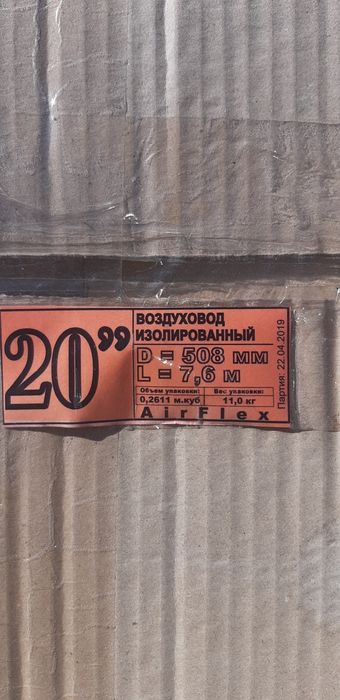 20”
ВОЗДУХОВОД
ИЗОЛИРОВАННЫЙ
D = 508 мм
L = 7,6 м
Объем упаковки: Вес упаковки:
0,2611 м.куб 11,0 кг
AirFlex
Партия: 22.04.2019